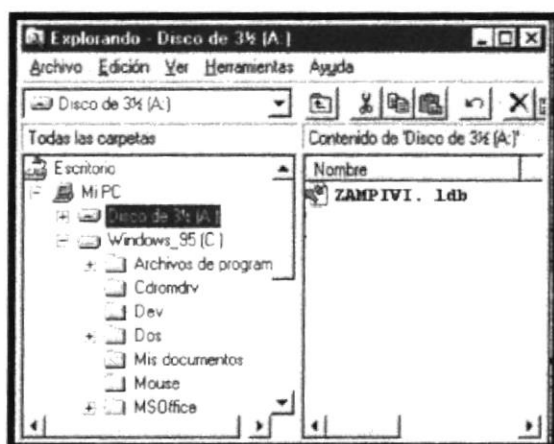 Explorando - Disco de 3½ (A:)
Archivo Edición Ver Herramientas Ayuda
Disco de 3½ (A:)
Todas las carpetas
Contenido de 'Disco de 3½ (A:)'
Escritorio
Nombre
Mi PC
ZAMPIVI. ldb
Disco de 3½ (A:)
Windows_95 (C:)
Archivos de program
Cdromdrv
Dev
Dos
Mis documentos
Mouse
MSOffice